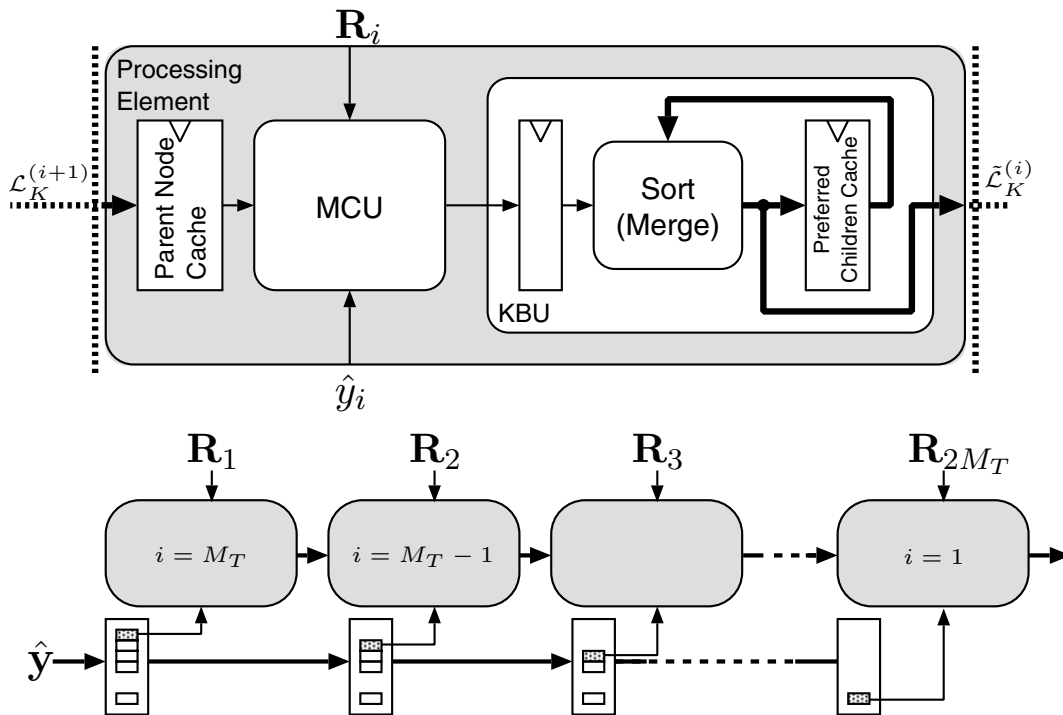 𝐑_i
Processing
Element
Parent Node
Cache
MCU
Sort
(Merge)
Preferred
Children Cache
KBU
ℒ_K^{(i+1)}
ℒ̃_K^{(i)}
ŷ_i
𝐑_1
𝐑_2
𝐑_3
𝐑_{2M_T}
i = M_T
i = M_T − 1
i = 1
𝐲̂